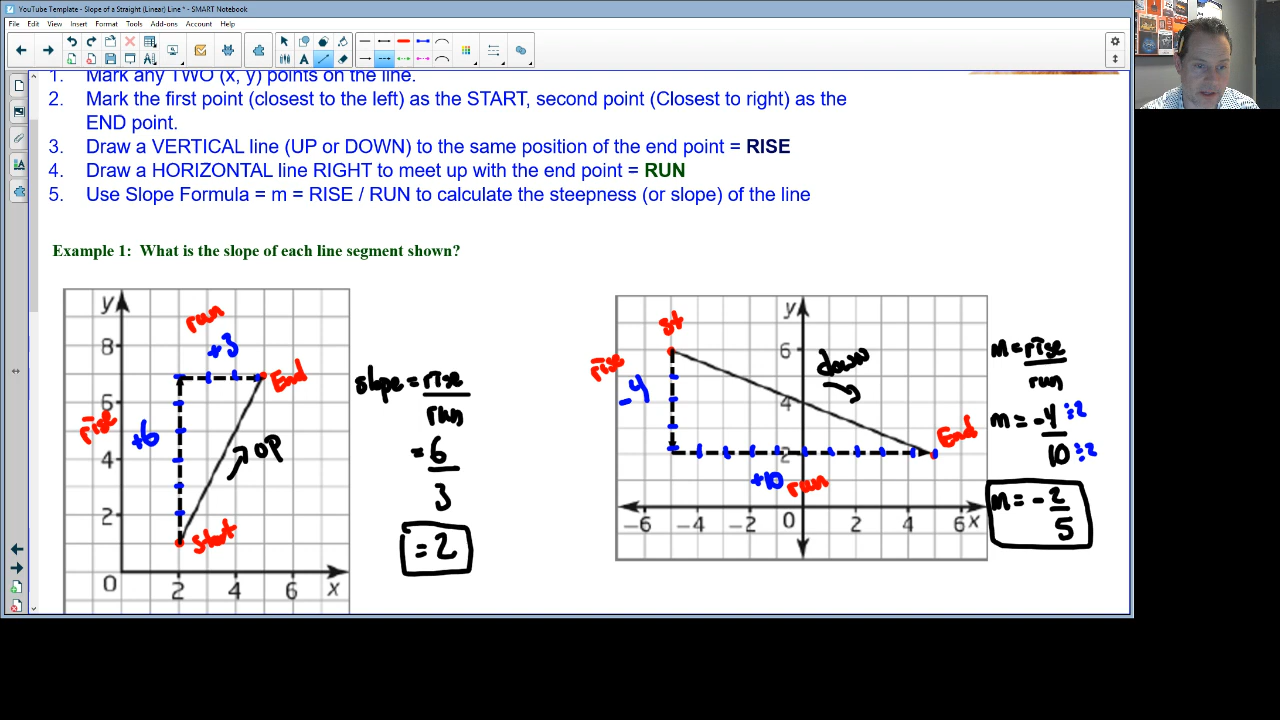 YouTube Template - Slope of a Straight (Linear) Line * - SMART Notebook
File Edit View Insert Format Tools Add-ons Account Help
1. Mark any TWO (x, y) points on the line.
2. Mark the first point (closest to the left) as the START, second point (Closest to right) as the
END point.
3. Draw a VERTICAL line (UP or DOWN) to the same position of the end point = RISE
4. Draw a HORIZONTAL line RIGHT to meet up with the end point = RUN
5. Use Slope Formula = m = RISE / RUN to calculate the steepness (or slope) of the line
Example 1: What is the slope of each line segment shown?
y
run
+3
8
End
6
rise
+6
up
4
2
start
0
2 4 6 x
slope = rise
run
= 6
3
= 2
y
st
rise
-4
6
down
4
End
2
+10 run
-6 -4 -2 0 2 4 6 x
m = rise
run
m = -4 ÷2
10 ÷2
m = -2
5